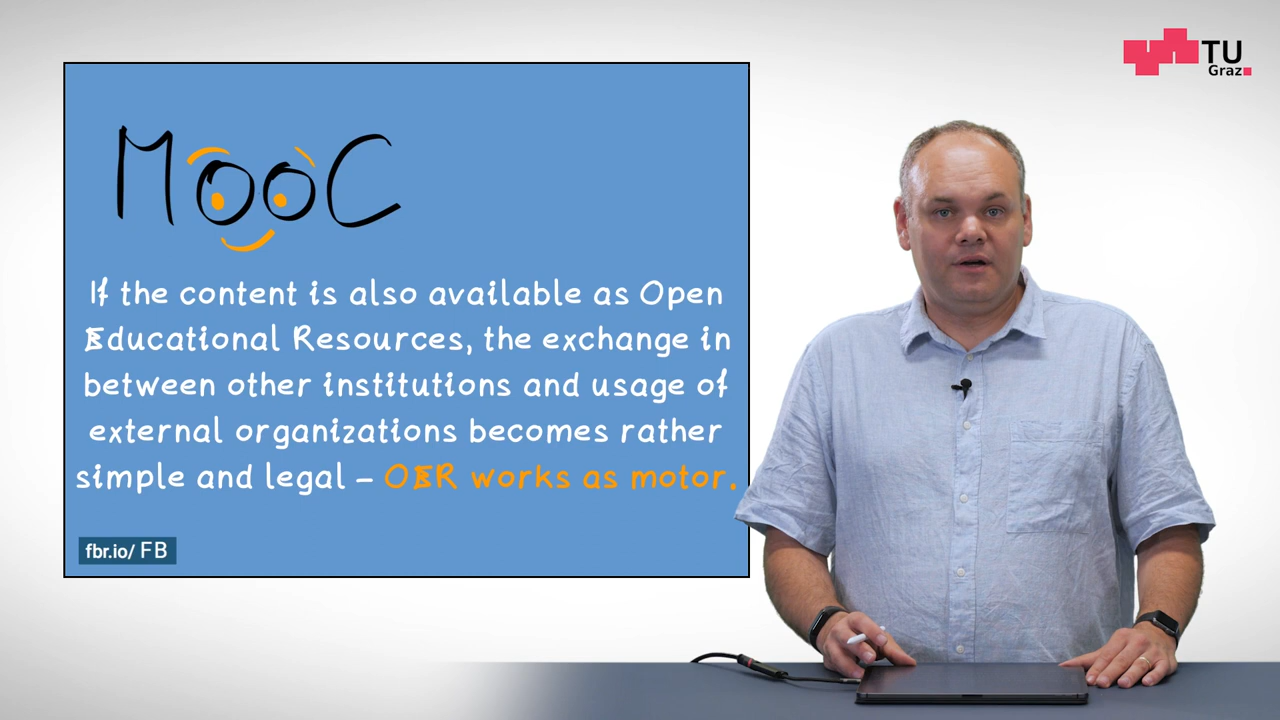 MOOC
If the content is also available as Open
Educational Resources, the exchange in
between other institutions and usage of
external organizations becomes rather
simple and legal – OER works as motor.
fbr.io/ FB
TU
Graz